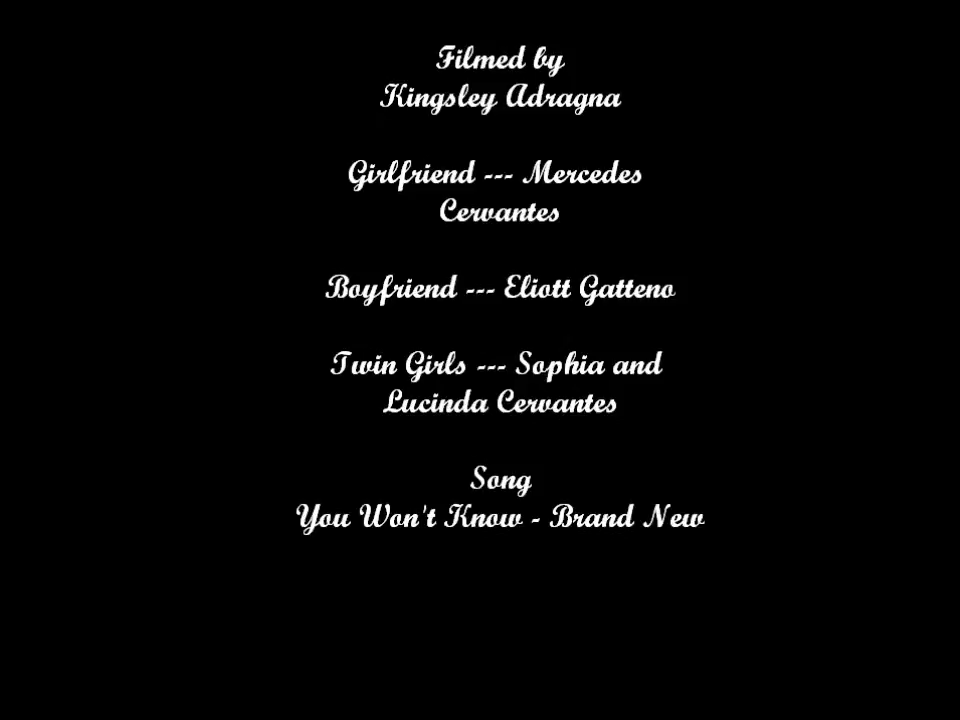 Filmed by
Kingsley Adragna
Girlfriend --- Mercedes
Cervantes
Boyfriend --- Eliott Gatteno
Twin Girls --- Sophia and
Lucinda Cervantes
Song
You Won't Know - Brand New